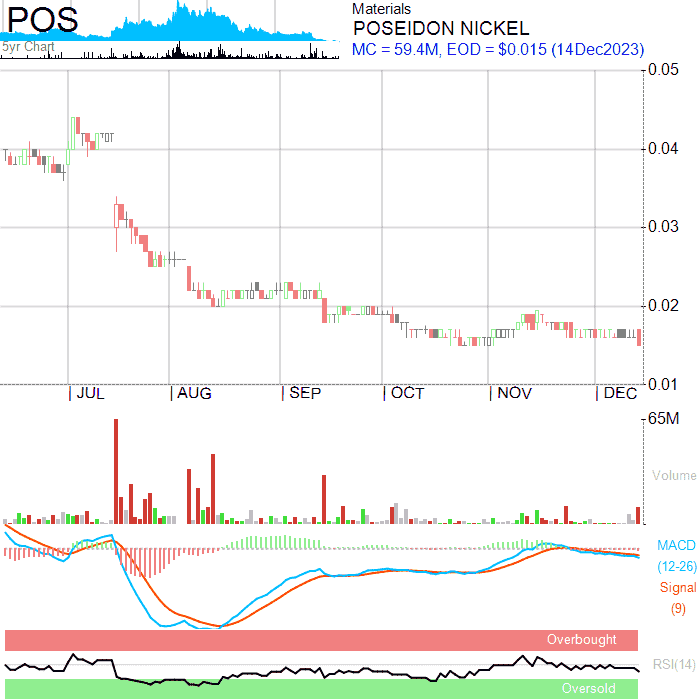 POS
5yr Chart
Materials
POSEIDON NICKEL
MC = 59.4M, EOD = $0.015 (14Dec2023)
0.05
0.04
0.03
0.02
0.01
JUL AUG SEP OCT NOV DEC
65M
Volume
MACD
(12-26)
Signal
(9)
Overbought
RSI(14)
Oversold